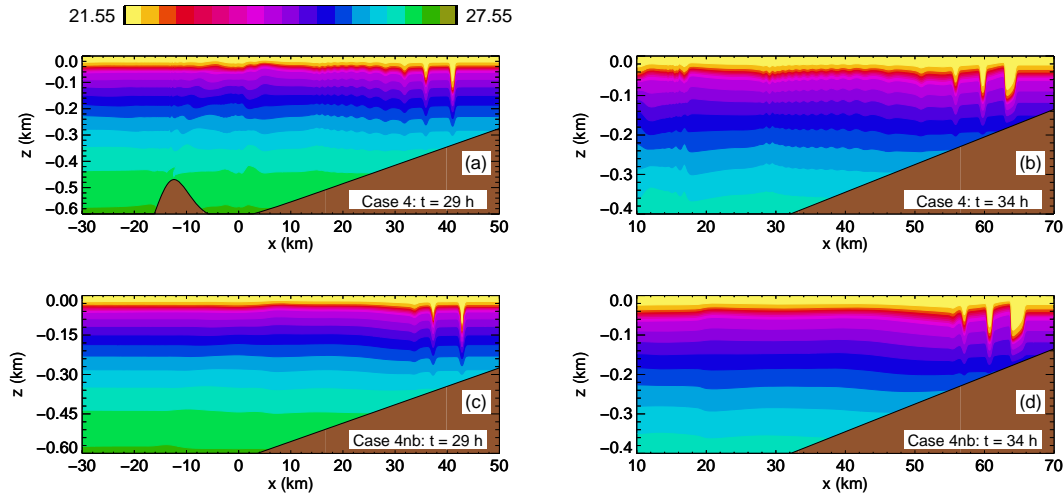 21.55 27.55
0.0
−0.1
−0.2
−0.3
−0.4
−0.5
−0.6
z (km)
(a)
Case 4: t = 29 h
−30 −20 −10 0 10 20 30 40 50
x (km)
0.0
−0.1
−0.2
−0.3
−0.4
z (km)
(b)
Case 4: t = 34 h
10 20 30 40 50 60 70
x (km)
0.00
−0.15
−0.30
−0.45
−0.60
z (km)
(c)
Case 4nb: t = 29 h
−30 −20 −10 0 10 20 30 40 50
x (km)
0.0
−0.1
−0.2
−0.3
−0.4
z (km)
(d)
Case 4nb: t = 34 h
10 20 30 40 50 60 70
x (km)